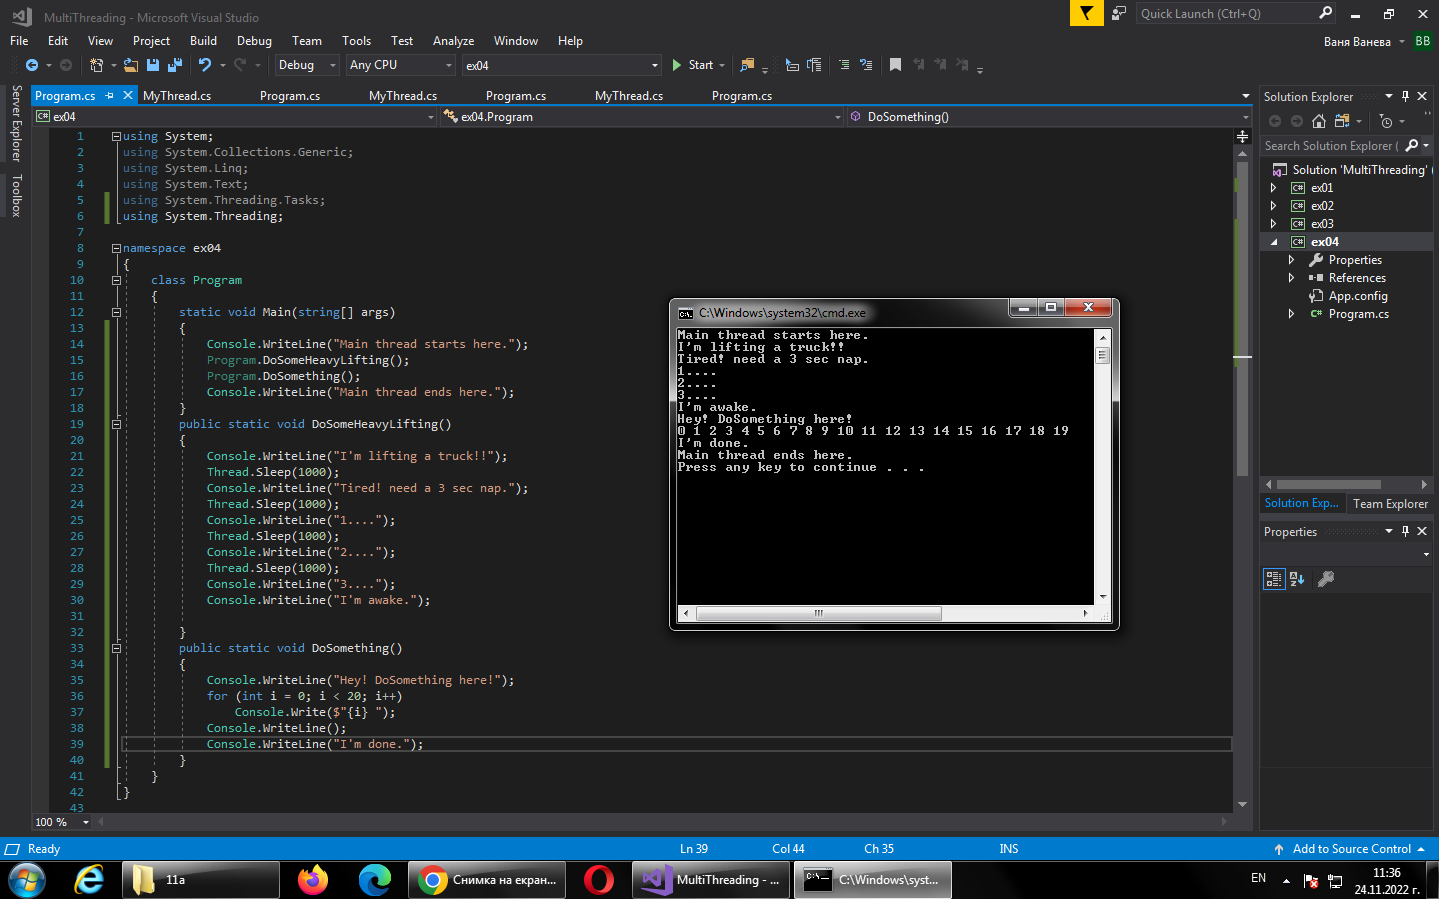 MultiThreading - Microsoft Visual Studio
Quick Launch (Ctrl+Q)
File Edit View Project Build Debug Team Tools Test Analyze Window Help
Ваня Ванева BB
Debug Any CPU ex04 Start
Server Explorer
Toolbox
Program.cs MyThread.cs Program.cs MyThread.cs Program.cs MyThread.cs Program.cs
ex04 ex04.Program DoSomething()
1 using System;
2 using System.Collections.Generic;
3 using System.Linq;
4 using System.Text;
5 using System.Threading.Tasks;
6 using System.Threading;
7
8 namespace ex04
9 {
10 class Program
11 {
12 static void Main(string[] args)
13 {
14 Console.WriteLine("Main thread starts here.");
15 Program.DoSomeHeavyLifting();
16 Program.DoSomething();
17 Console.WriteLine("Main thread ends here.");
18 }
19 public static void DoSomeHeavyLifting()
20 {
21 Console.WriteLine("I'm lifting a truck!!");
22 Thread.Sleep(1000);
23 Console.WriteLine("Tired! need a 3 sec nap.");
24 Thread.Sleep(1000);
25 Console.WriteLine("1....");
26 Thread.Sleep(1000);
27 Console.WriteLine("2....");
28 Thread.Sleep(1000);
29 Console.WriteLine("3....");
30 Console.WriteLine("I'm awake.");
31
32 }
33 public static void DoSomething()
34 {
35 Console.WriteLine("Hey! DoSomething here!");
36 for (int i = 0; i < 20; i++)
37 Console.Write($"{i} ");
38 Console.WriteLine();
39 Console.WriteLine("I'm done.");
40 }
41 }
42 }
43
100 %
C:\Windows\system32\cmd.exe
Main thread starts here.
I'm lifting a truck!!
Tired! need a 3 sec nap.
1....
2....
3....
I'm awake.
Hey! DoSomething here!
0 1 2 3 4 5 6 7 8 9 10 11 12 13 14 15 16 17 18 19
I'm done.
Main thread ends here.
Press any key to continue . . .
Solution Explorer
Search Solution Explorer (
Solution 'MultiThreading' (
C# ex01
C# ex02
C# ex03
C# ex04
Properties
References
App.config
C# Program.cs
Solution Exp... Team Explorer
Properties
Ready Ln 39 Col 44 Ch 35 INS Add to Source Control
11a Снимка на екран... MultiThreading - ... C:\Windows\syst... EN 11:36
24.11.2022 г.